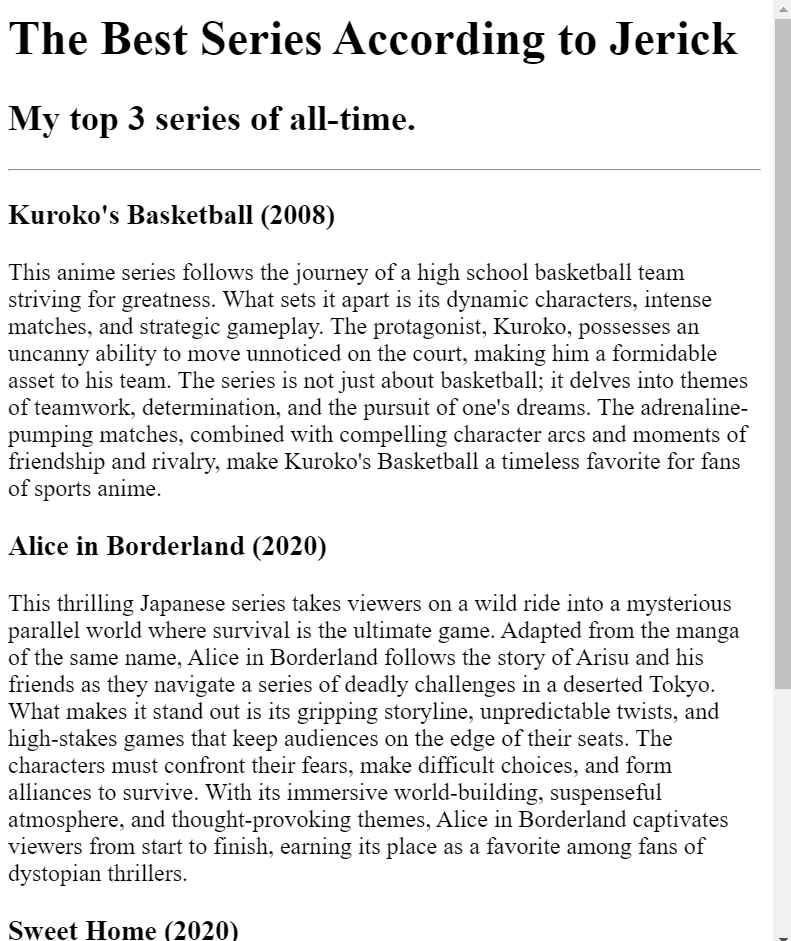 The Best Series According to Jerick
My top 3 series of all-time.
Kuroko's Basketball (2008)
This anime series follows the journey of a high school basketball team
striving for greatness. What sets it apart is its dynamic characters, intense
matches, and strategic gameplay. The protagonist, Kuroko, possesses an
uncanny ability to move unnoticed on the court, making him a formidable
asset to his team. The series is not just about basketball; it delves into themes
of teamwork, determination, and the pursuit of one's dreams. The adrenaline-
pumping matches, combined with compelling character arcs and moments of
friendship and rivalry, make Kuroko's Basketball a timeless favorite for fans
of sports anime.
Alice in Borderland (2020)
This thrilling Japanese series takes viewers on a wild ride into a mysterious
parallel world where survival is the ultimate game. Adapted from the manga
of the same name, Alice in Borderland follows the story of Arisu and his
friends as they navigate a series of deadly challenges in a deserted Tokyo.
What makes it stand out is its gripping storyline, unpredictable twists, and
high-stakes games that keep audiences on the edge of their seats. The
characters must confront their fears, make difficult choices, and form
alliances to survive. With its immersive world-building, suspenseful
atmosphere, and thought-provoking themes, Alice in Borderland captivates
viewers from start to finish, earning its place as a favorite among fans of
dystopian thrillers.
Sweet Home (2020)